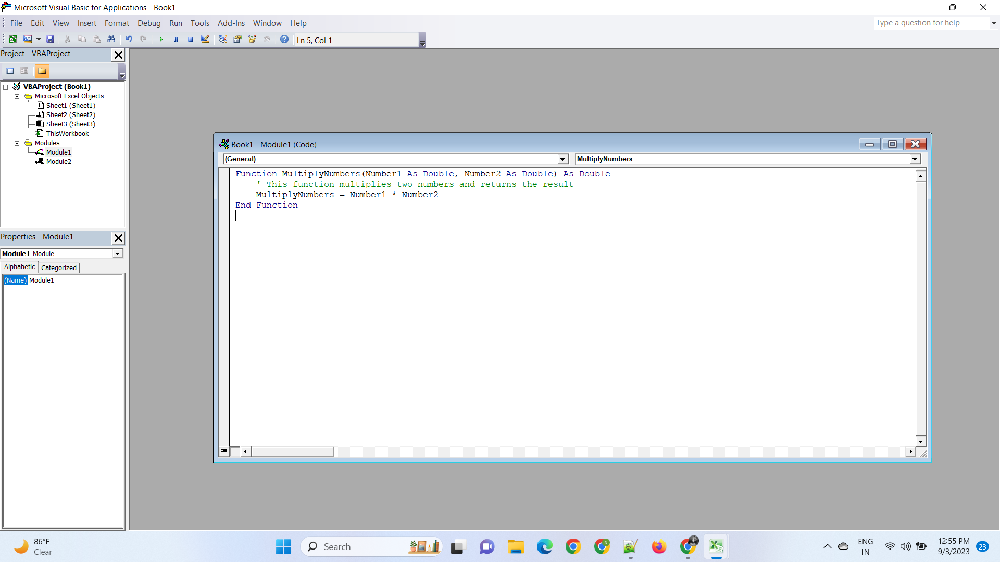 Microsoft Visual Basic for Applications - Book1
File Edit View Insert Format Debug Run Tools Add-Ins Window Help
Type a question for help
Ln 5, Col 1
Project - VBAProject
VBAProject (Book1)
Microsoft Excel Objects
Sheet1 (Sheet1)
Sheet2 (Sheet2)
Sheet3 (Sheet3)
ThisWorkbook
Modules
Module1
Module2
Properties - Module1
Module1 Module
Alphabetic Categorized
(Name) Module1
Book1 - Module1 (Code)
(General) MultiplyNumbers
Function MultiplyNumbers(Number1 As Double, Number2 As Double) As Double
' This function multiplies two numbers and returns the result
MultiplyNumbers = Number1 * Number2
End Function
86°F
Clear
Search
N
ENG
IN
12:55 PM
9/3/2023
23